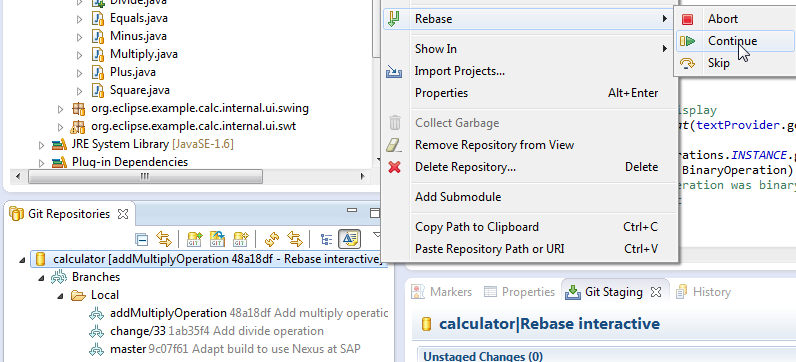 Divide.java
Equals.java
Minus.java
Multiply.java
Plus.java
Square.java
org.eclipse.example.calc.internal.ui.swing
org.eclipse.example.calc.internal.ui.swt
JRE System Library [JavaSE-1.6]
Plug-in Dependencies
Rebase
Show In
Import Projects...
Properties Alt+Enter
Collect Garbage
Remove Repository from View
Delete Repository... Delete
Add Submodule
Copy Path to Clipboard Ctrl+C
Paste Repository Path or URI Ctrl+V
Abort
Continue
Skip
isplay
at(textProvider.ge
rations.INSTANCE.g
BinaryOperation)
eration was binary
Git Repositories
GIT GIT GIT
calculator [addMultiplyOperation 48a18df - Rebase interactive]
Branches
Local
addMultiplyOperation 48a18df Add multiply operation
change/33 1ab35f4 Add divide operation
master 9c07f61 Adapt build to use Nexus at SAP
Markers Properties Git Staging History
calculator|Rebase interactive
Unstaged Changes (0)